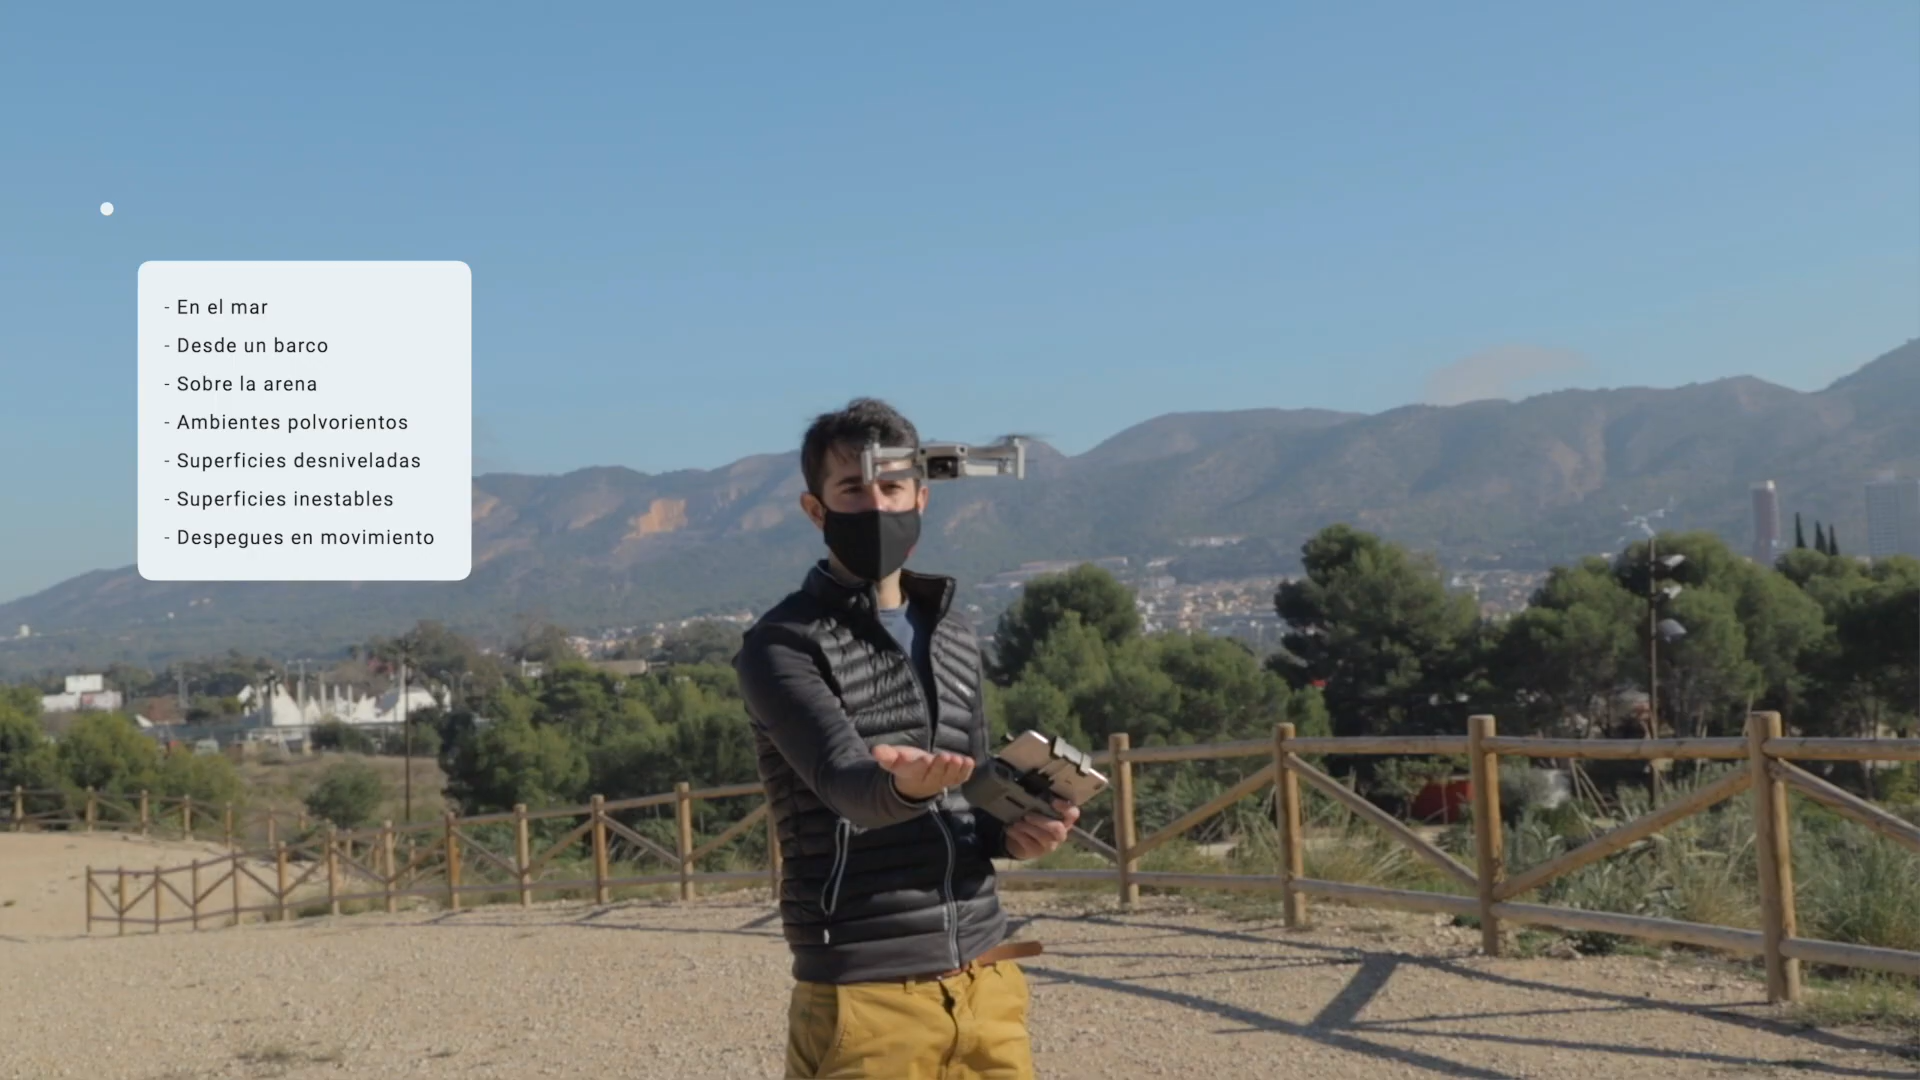 - En el mar
- Desde un barco
- Sobre la arena
- Ambientes polvorientos
- Superficies desniveladas
- Superficies inestables
- Despegues en movimiento